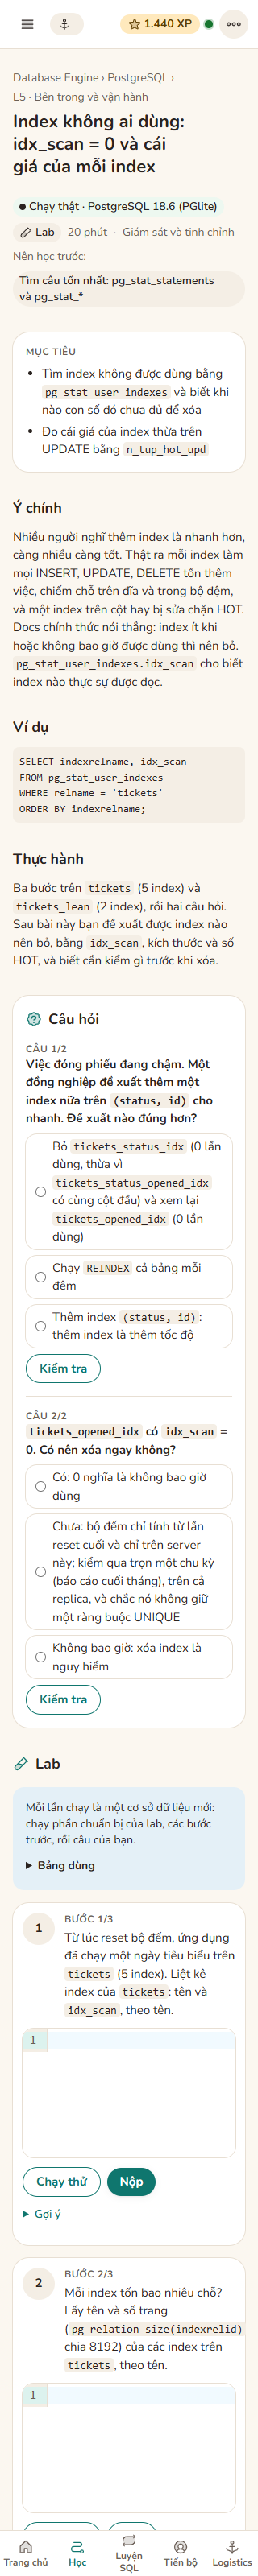 1.440 XP
Database Engine › PostgreSQL ›
L5 · Bên trong và vận hành
Index không ai dùng:
idx_scan = 0 và cái
giá của mỗi index
Chạy thật · PostgreSQL 18.6 (PGlite)
Lab 20 phút · Giám sát và tinh chỉnh
Nên học trước:
Tìm câu tốn nhất: pg_stat_statements
và pg_stat_*
MỤC TIÊU
• Tìm index không được dùng bằng
pg_stat_user_indexes và biết khi
nào con số đó chưa đủ để xóa
• Đo cái giá của index thừa trên
UPDATE bằng n_tup_hot_upd
Ý chính
Nhiều người nghĩ thêm index là nhanh hơn,
càng nhiều càng tốt. Thật ra mỗi index làm
mọi INSERT, UPDATE, DELETE tốn thêm
việc, chiếm chỗ trên đĩa và trong bộ đệm,
và một index trên cột hay bị sửa chặn HOT.
Docs chính thức nói thẳng: index ít khi
hoặc không bao giờ được dùng thì nên bỏ.
pg_stat_user_indexes.idx_scan cho biết
index nào thực sự được đọc.
Ví dụ
SELECT indexrelname, idx_scan
FROM pg_stat_user_indexes
WHERE relname = 'tickets'
ORDER BY indexrelname;
Thực hành
Ba bước trên tickets (5 index) và
tickets_lean (2 index), rồi hai câu hỏi.
Sau bài này bạn đề xuất được index nào
nên bỏ, bằng idx_scan, kích thước và số
HOT, và biết cần kiểm gì trước khi xóa.
Câu hỏi
CÂU 1/2
Việc đóng phiếu đang chậm. Một
đồng nghiệp đề xuất thêm một
index nữa trên (status, id) cho
nhanh. Đề xuất nào đúng hơn?
Bỏ tickets_status_idx (0 lần
dùng, thừa vì
tickets_status_opened_idx
có cùng cột đầu) và xem lại
tickets_opened_idx (0 lần
dùng)
Chạy REINDEX cả bảng mỗi
đêm
Thêm index (status, id):
thêm index là thêm tốc độ
Kiểm tra
CÂU 2/2
tickets_opened_idx có idx_scan =
0. Có nên xóa ngay không?
Có: 0 nghĩa là không bao giờ
dùng
Chưa: bộ đếm chỉ tính từ lần
reset cuối và chỉ trên server
này; kiểm qua trọn một chu kỳ
(báo cáo cuối tháng), trên cả
replica, và chắc nó không giữ
một ràng buộc UNIQUE
Không bao giờ: xóa index là
nguy hiểm
Kiểm tra
Lab
Mỗi lần chạy là một cơ sở dữ liệu mới:
chạy phần chuẩn bị của lab, các bước
trước, rồi câu của bạn.
Bảng dùng
1
BƯỚC 1/3
Từ lúc reset bộ đếm, ứng dụng
đã chạy một ngày tiêu biểu trên
tickets (5 index). Liệt kê
index của tickets: tên và
idx_scan, theo tên.
1
Chạy thử Nộp
Gợi ý
2
BƯỚC 2/3
Mỗi index tốn bao nhiêu chỗ?
Lấy tên và số trang
(pg_relation_size(indexrelid)
chia 8192) của các index trên
tickets, theo tên.
1
Trang chủ Học Luyện SQL Tiến bộ Logistics